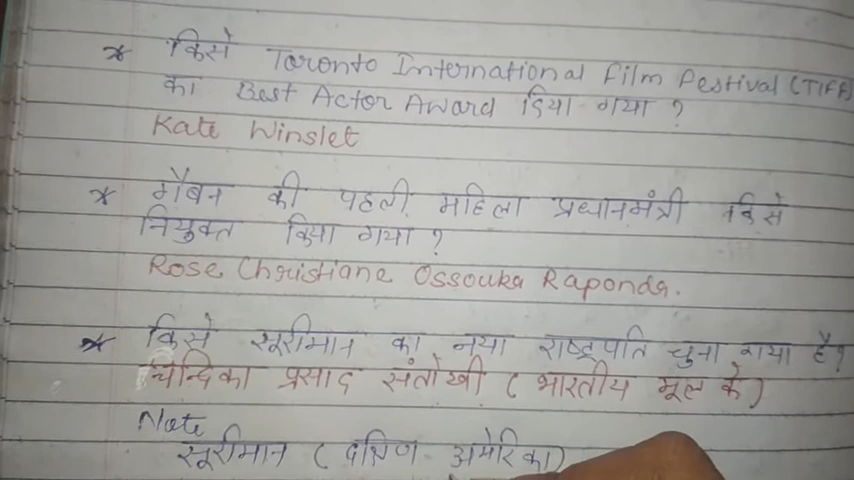 * किसे Toronto International Film Festival (TIFF)
का Best Actor Award दिया गया ?
Kate Winslet
* गैबन की पहली महिला प्रधानमंत्री किसे
नियुक्त किया गया ?
Rose Christiane Ossouka Raponda.
* किसे सूरीमान का नया राष्ट्रपति चुना गया है ?
चन्द्रिका प्रसाद संतोखी ( भारतीय मूल के )
Note
सूरीमान ( दक्षिण अमेरिका )